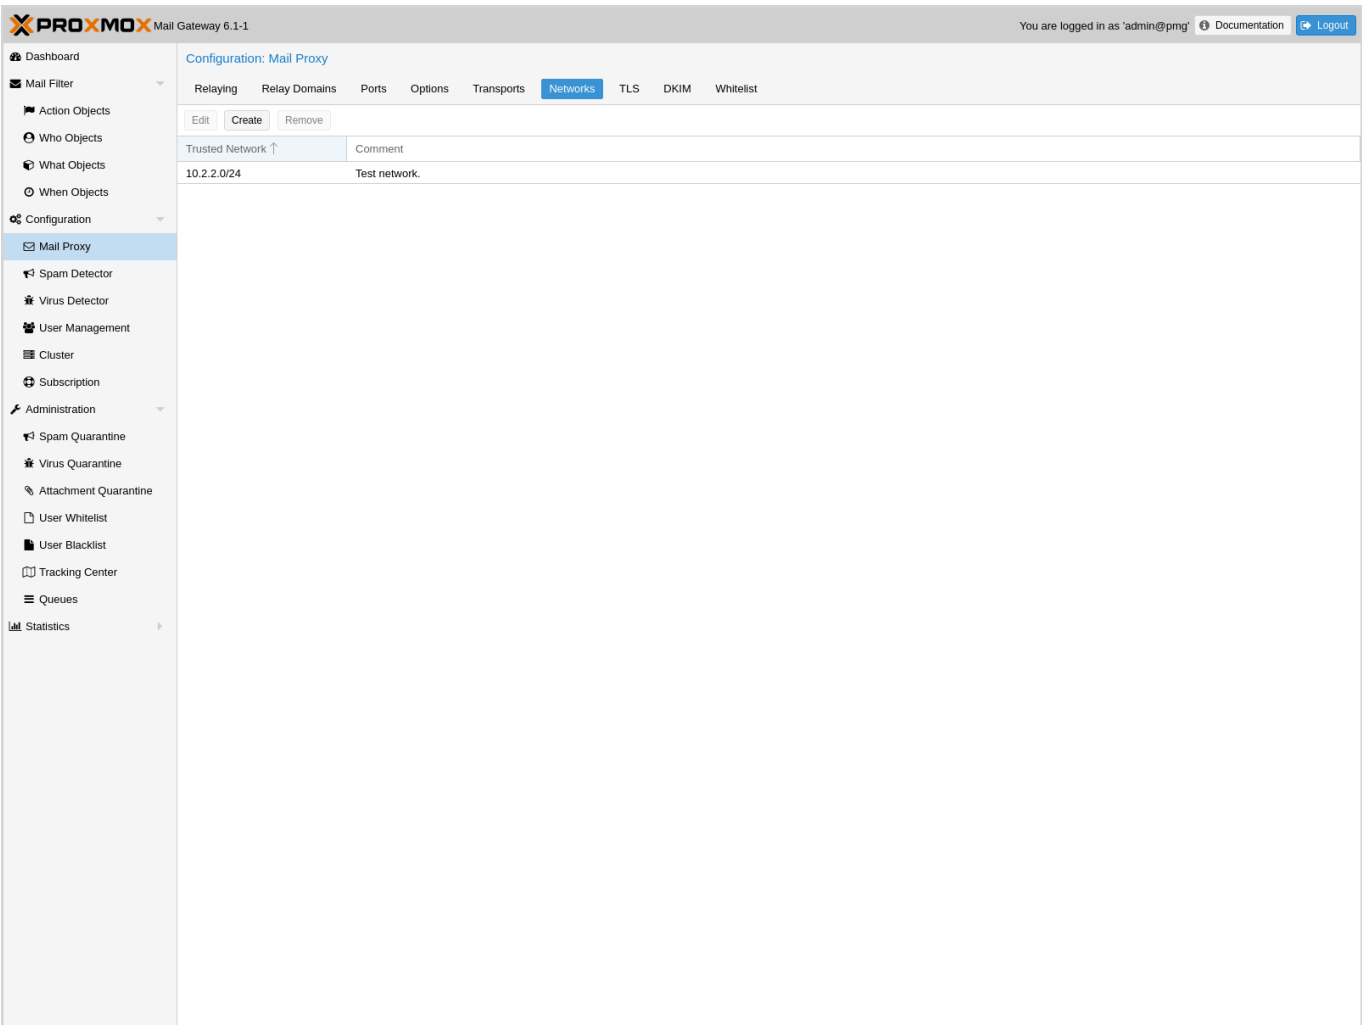 PROXMOX Mail Gateway 6.1-1 You are logged in as 'admin@pmg' Documentation Logout
Dashboard
Mail Filter
Action Objects
Who Objects
What Objects
When Objects
Configuration
Mail Proxy
Spam Detector
Virus Detector
User Management
Cluster
Subscription
Administration
Spam Quarantine
Virus Quarantine
Attachment Quarantine
User Whitelist
User Blacklist
Tracking Center
Queues
Statistics
Configuration: Mail Proxy
Relaying Relay Domains Ports Options Transports Networks TLS DKIM Whitelist
Edit Create Remove
Trusted Network Comment
10.2.2.0/24 Test network.